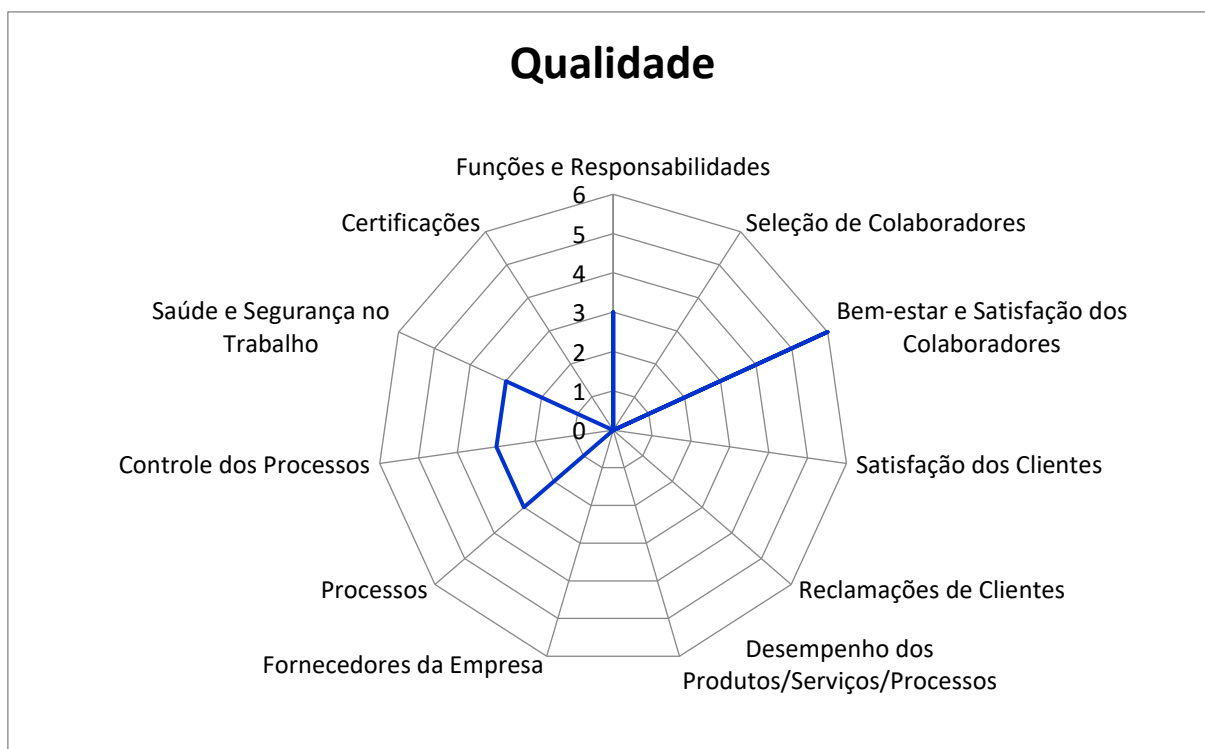 Qualidade
Funções e Responsabilidades
Seleção de Colaboradores
Bem-estar e Satisfação dos
Colaboradores
Satisfação dos Clientes
Reclamações de Clientes
Desempenho dos
Produtos/Serviços/Processos
Fornecedores da Empresa
Processos
Controle dos Processos
Saúde e Segurança no
Trabalho
Certificações
6
5
4
3
2
1
0